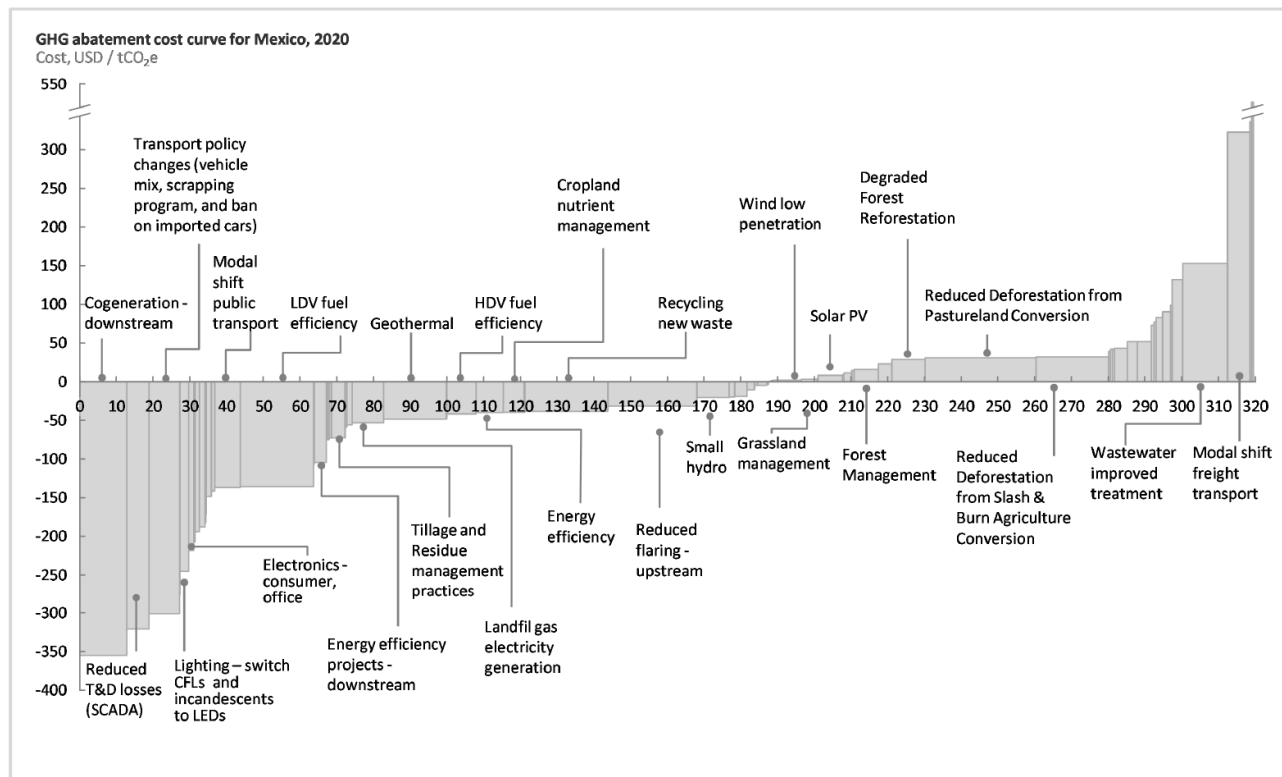 GHG abatement cost curve for Mexico, 2020
Cost, USD / tCO₂e
550
300
250
200
150
100
50
0
-50
-100
-150
-200
-250
-300
-350
-400
10 20 30 40 50 60 70 80 90 100 110 120 130 140 150 160 170 180 190 200 210 220 230 240 250 260 270 280 290 300 310 320
Cogeneration -
downstream
Transport policy
changes (vehicle
mix, scrapping
program, and ban
on imported cars)
Modal
shift
public
transport
LDV fuel
efficiency
Geothermal
HDV fuel
efficiency
Cropland
nutrient
management
Recycling
new waste
Wind low
penetration
Solar PV
Degraded
Forest
Reforestation
Reduced Deforestation from
Pastureland Conversion
Reduced
T&D losses
(SCADA)
Lighting – switch
CFLs and
incandescents
to LEDs
Electronics -
consumer,
office
Energy efficiency
projects -
downstream
Tillage and
Residue
management
practices
Landfil gas
electricity
generation
Energy
efficiency
Reduced
flaring -
upstream
Small
hydro
Grassland
management
Forest
Management
Reduced
Deforestation
from Slash &
Burn Agriculture
Conversion
Wastewater
improved
treatment
Modal shift
freight
transport